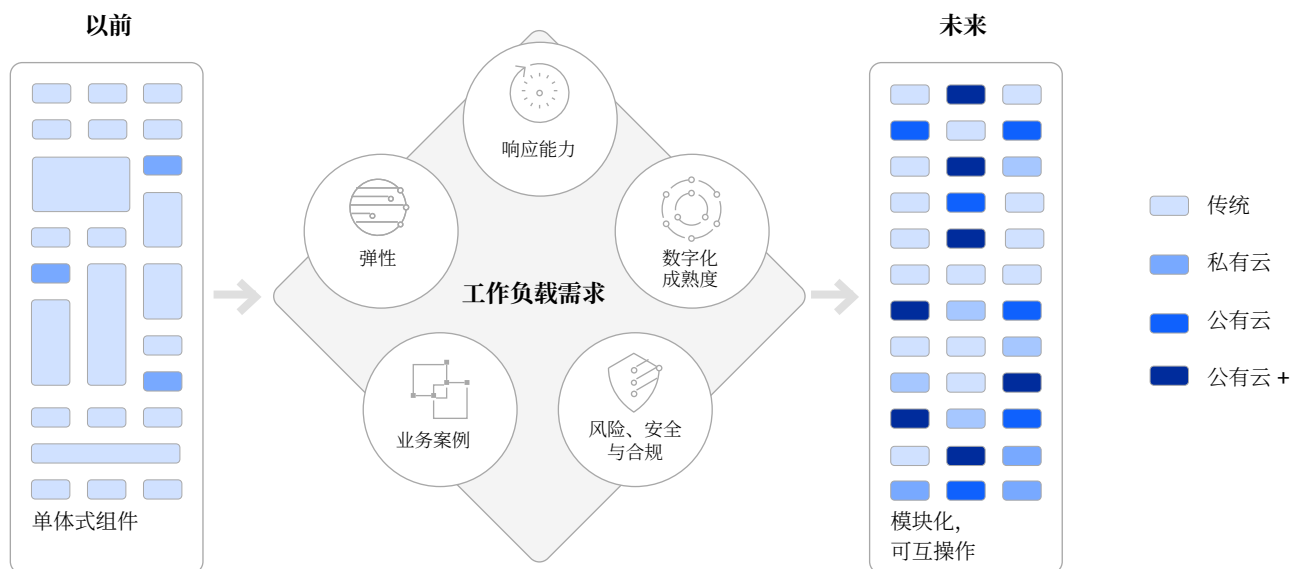 以前
未来
响应能力
弹性
数字化
成熟度
工作负载需求
业务案例
风险、安全
与合规
单体式组件
模块化，
可互操作
传统
私有云
公有云
公有云 +